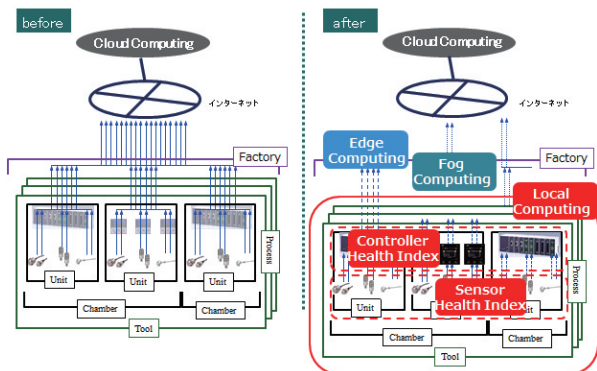 before
Cloud Computing
インターネット
Factory
Unit
Unit
Unit
Process
Chamber
Chamber
Tool
after
Cloud Computing
インターネット
Edge
Computing
Fog
Computing
Factory
Local
Computing
Controller
Health Index
Sensor
Health Index
Unit
Process
Chamber
Chamber
Tool